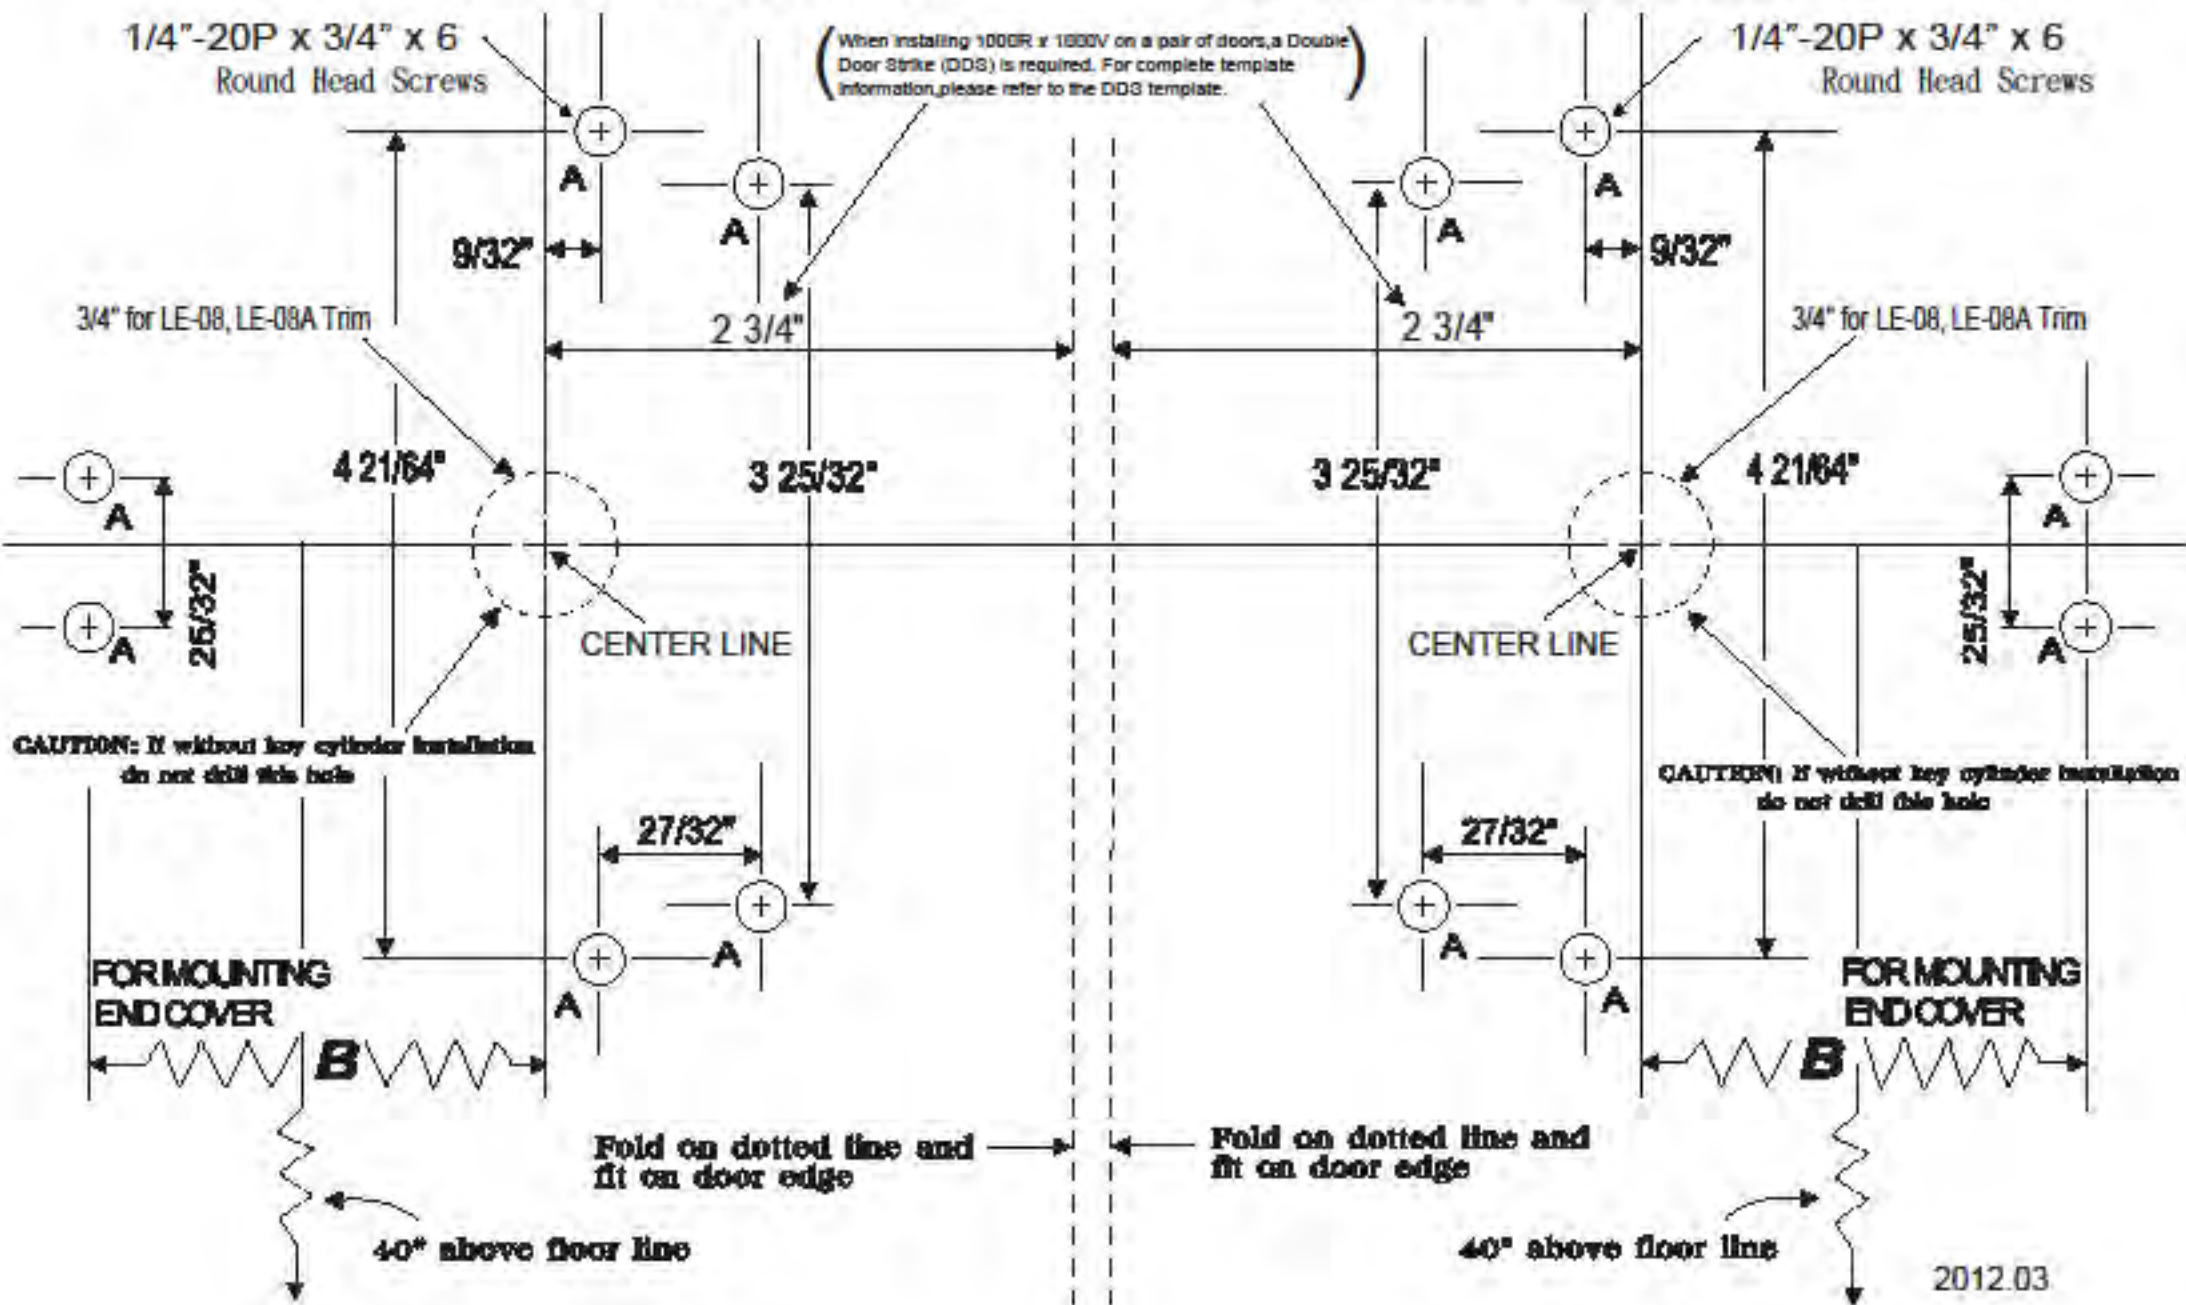 1/4”-20P x 3/4” x 6
Round Head Screws
When installing 1000R x 1000V on a pair of doors,a Double
Door Strike (DDS) is required. For complete template
information,please refer to the DDS template.
1/4”-20P x 3/4” x 6
Round Head Screws
A
A
A
A
9/32"
9/32"
3/4" for LE-08, LE-08A Trim
2 3/4"
2 3/4"
3/4" for LE-08, LE-08A Trim
4 21/64"
3 25/32"
3 25/32"
4 21/64"
A
A
25/32"
25/32"
CENTER LINE
CENTER LINE
A
A
CAUTION: If without key cylinder installation
do not drill this hole
CAUTION: If without key cylinder installation
do not drill this hole
27/32"
27/32"
A
A
A
A
FOR MOUNTING
END COVER
FOR MOUNTING
END COVER
B
B
Fold on dotted line and
fit on door edge
Fold on dotted line and
fit on door edge
40" above floor line
40" above floor line
2012.03